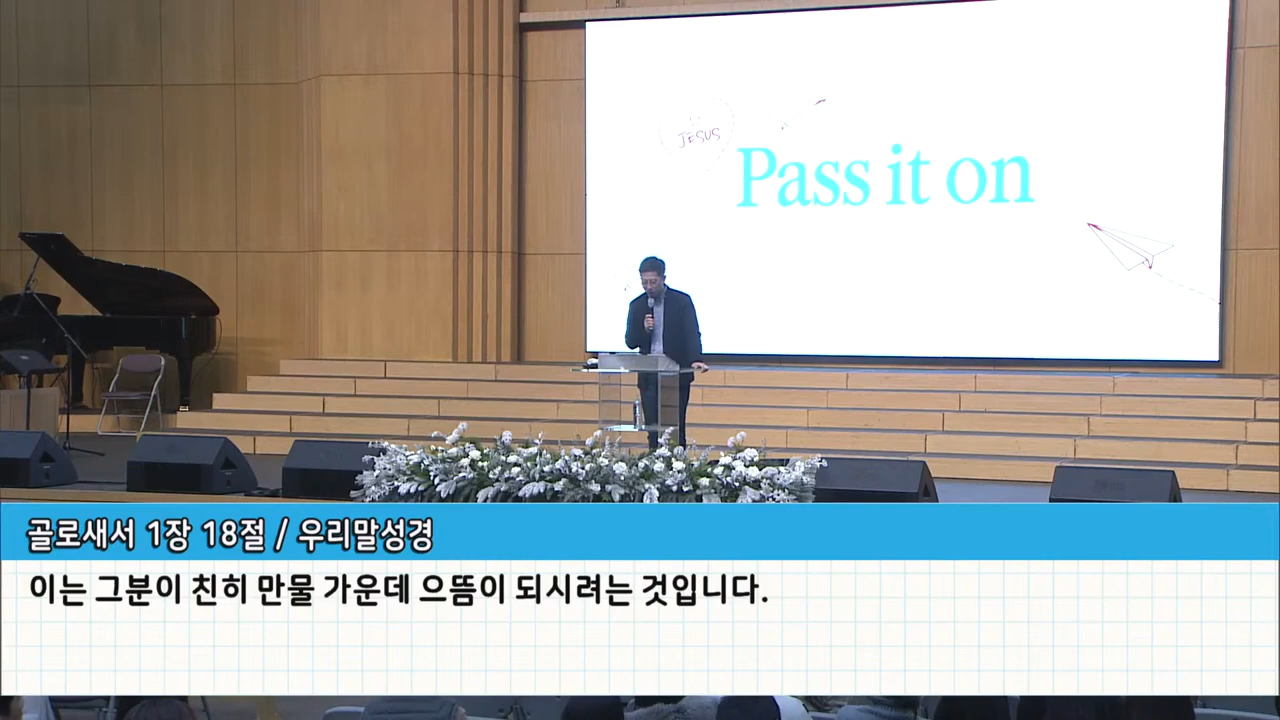 JESUS
Pass it on
골로새서 1장 18절 / 우리말성경
이는 그분이 친히 만물 가운데 으뜸이 되시려는 것입니다.